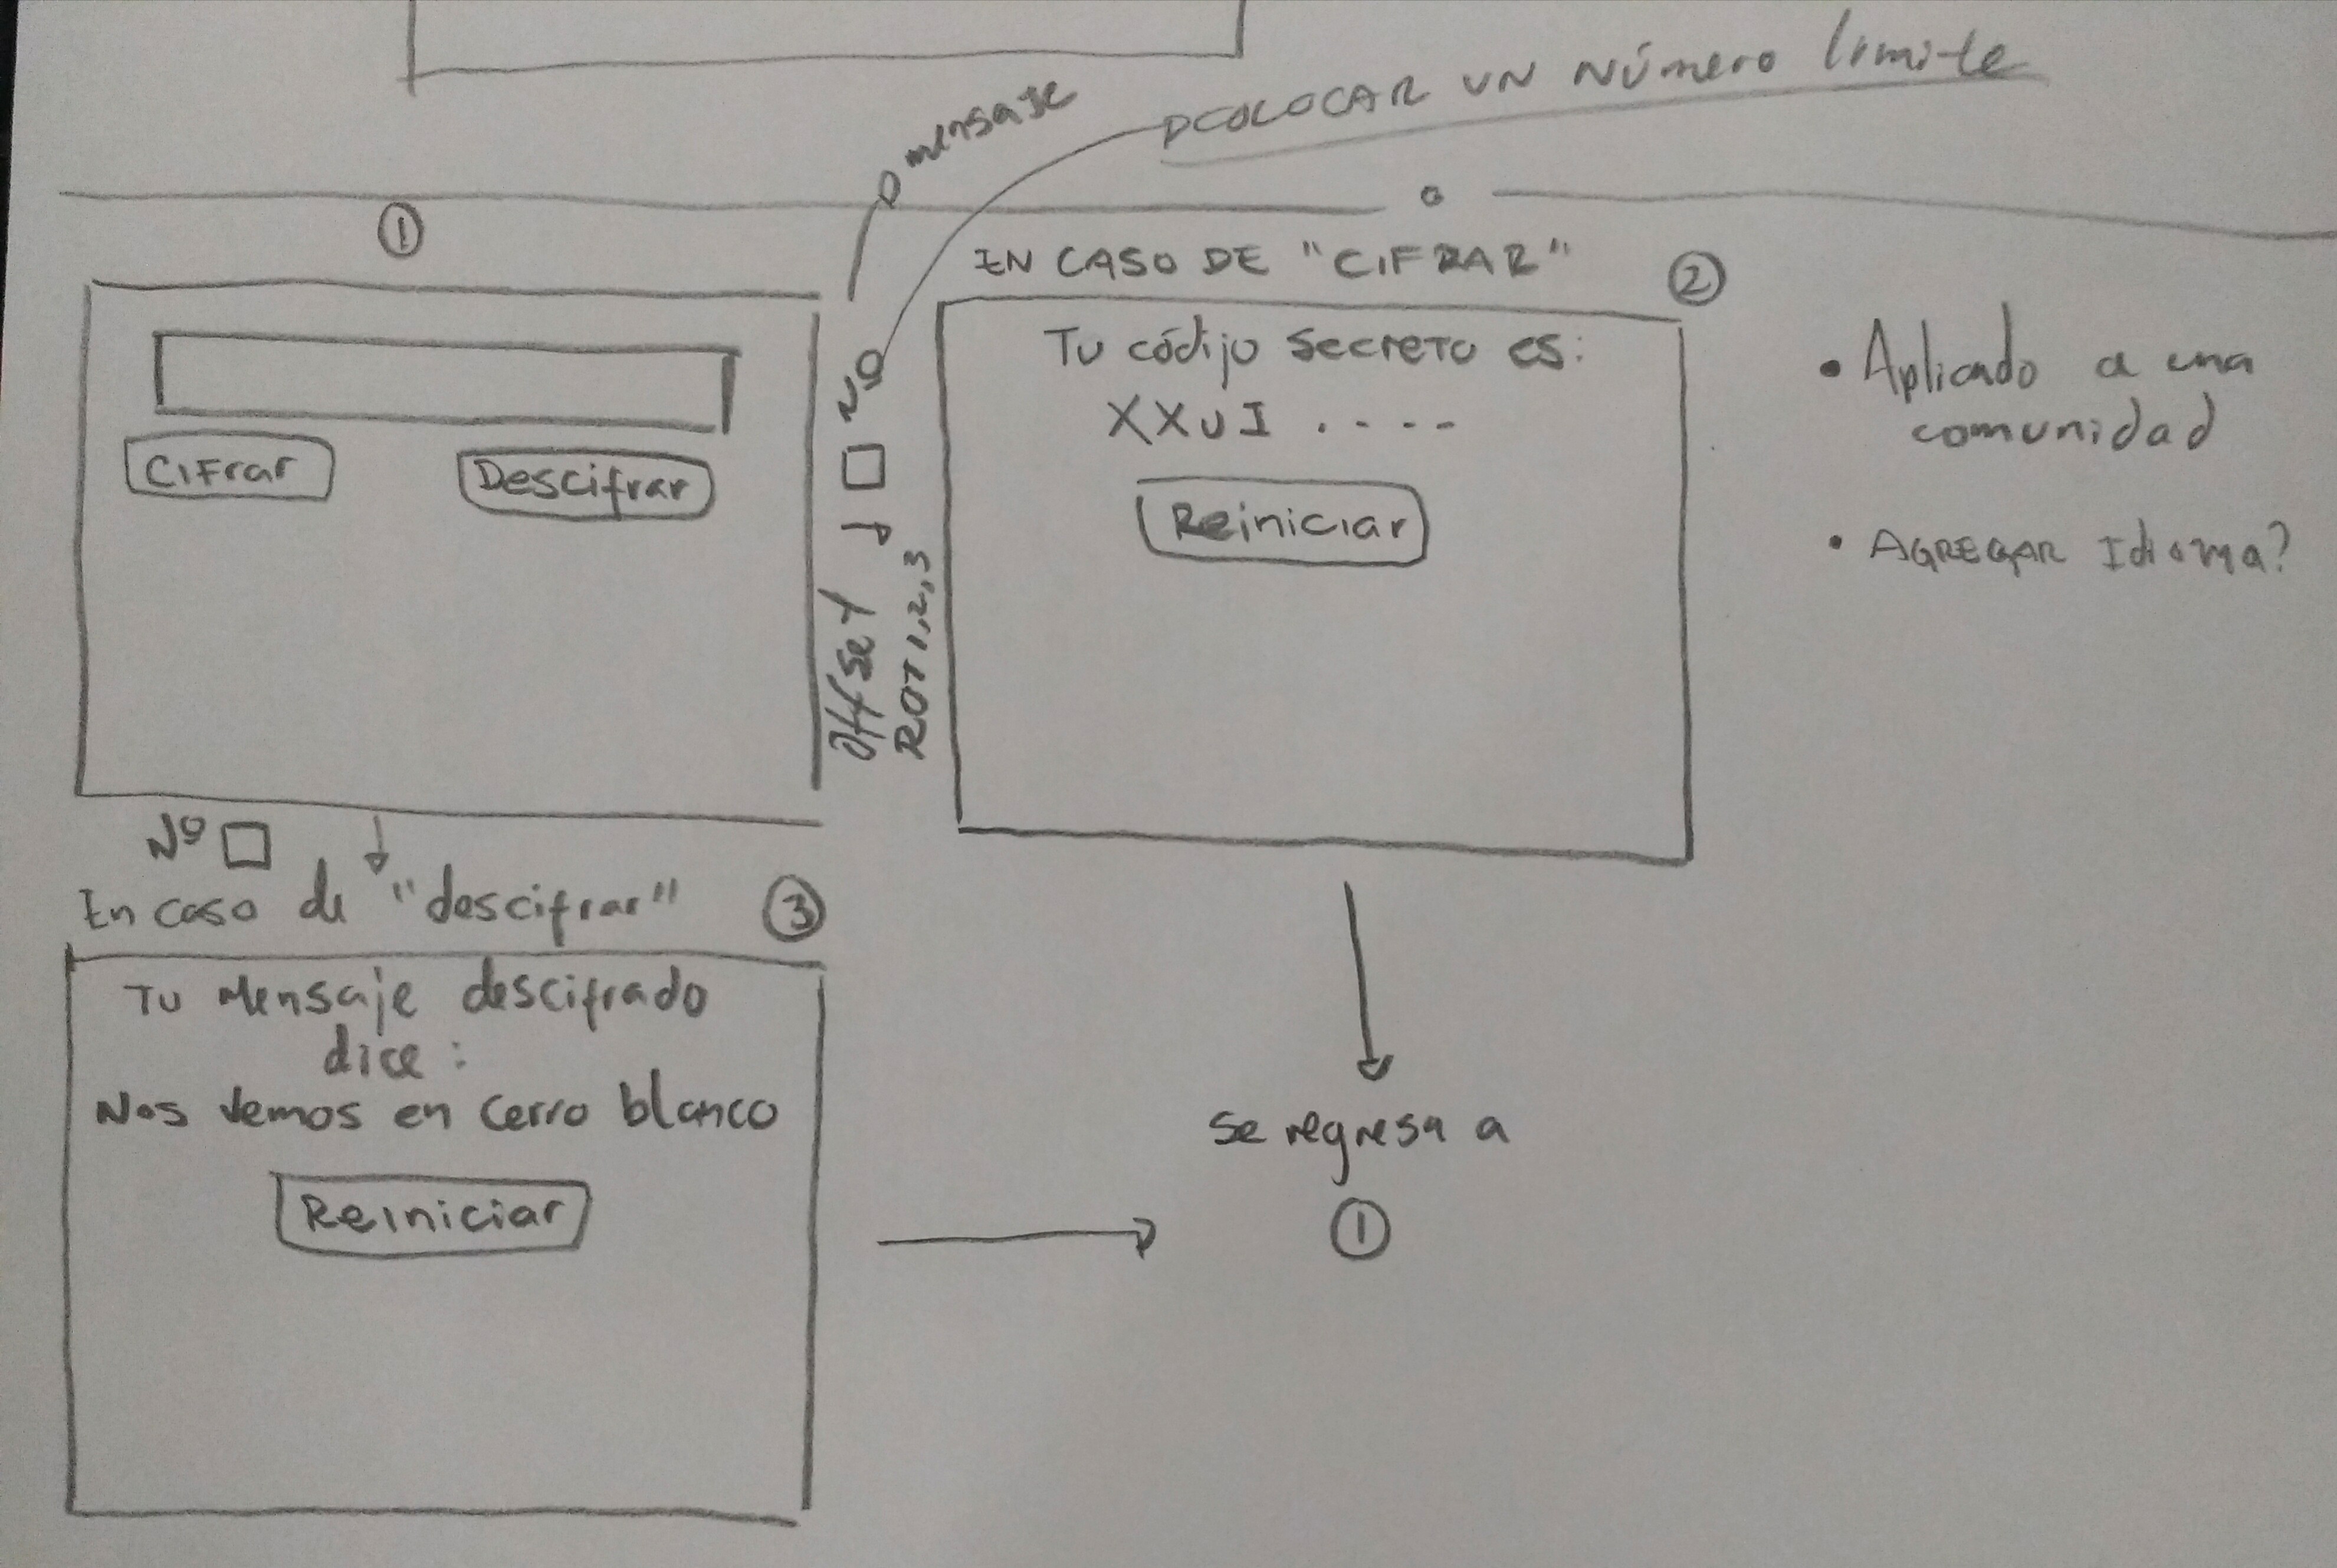 mensaje
COLOCAR UN Número límite
①
Cifrar
Descifrar
Nº
Offset
ROT 1,2,3
EN CASO DE "CIFRAR"
②
Tu códijo secreto es:
XXUI ....
Reiniciar
• Aplicado a una
comunidad
• AGREGAR Idioma?
Nº
En caso de "descifrar"
③
Tu Mensaje descifrado
dice:
Nos vemos en cerro blanco
Reiniciar
se regresa a
①